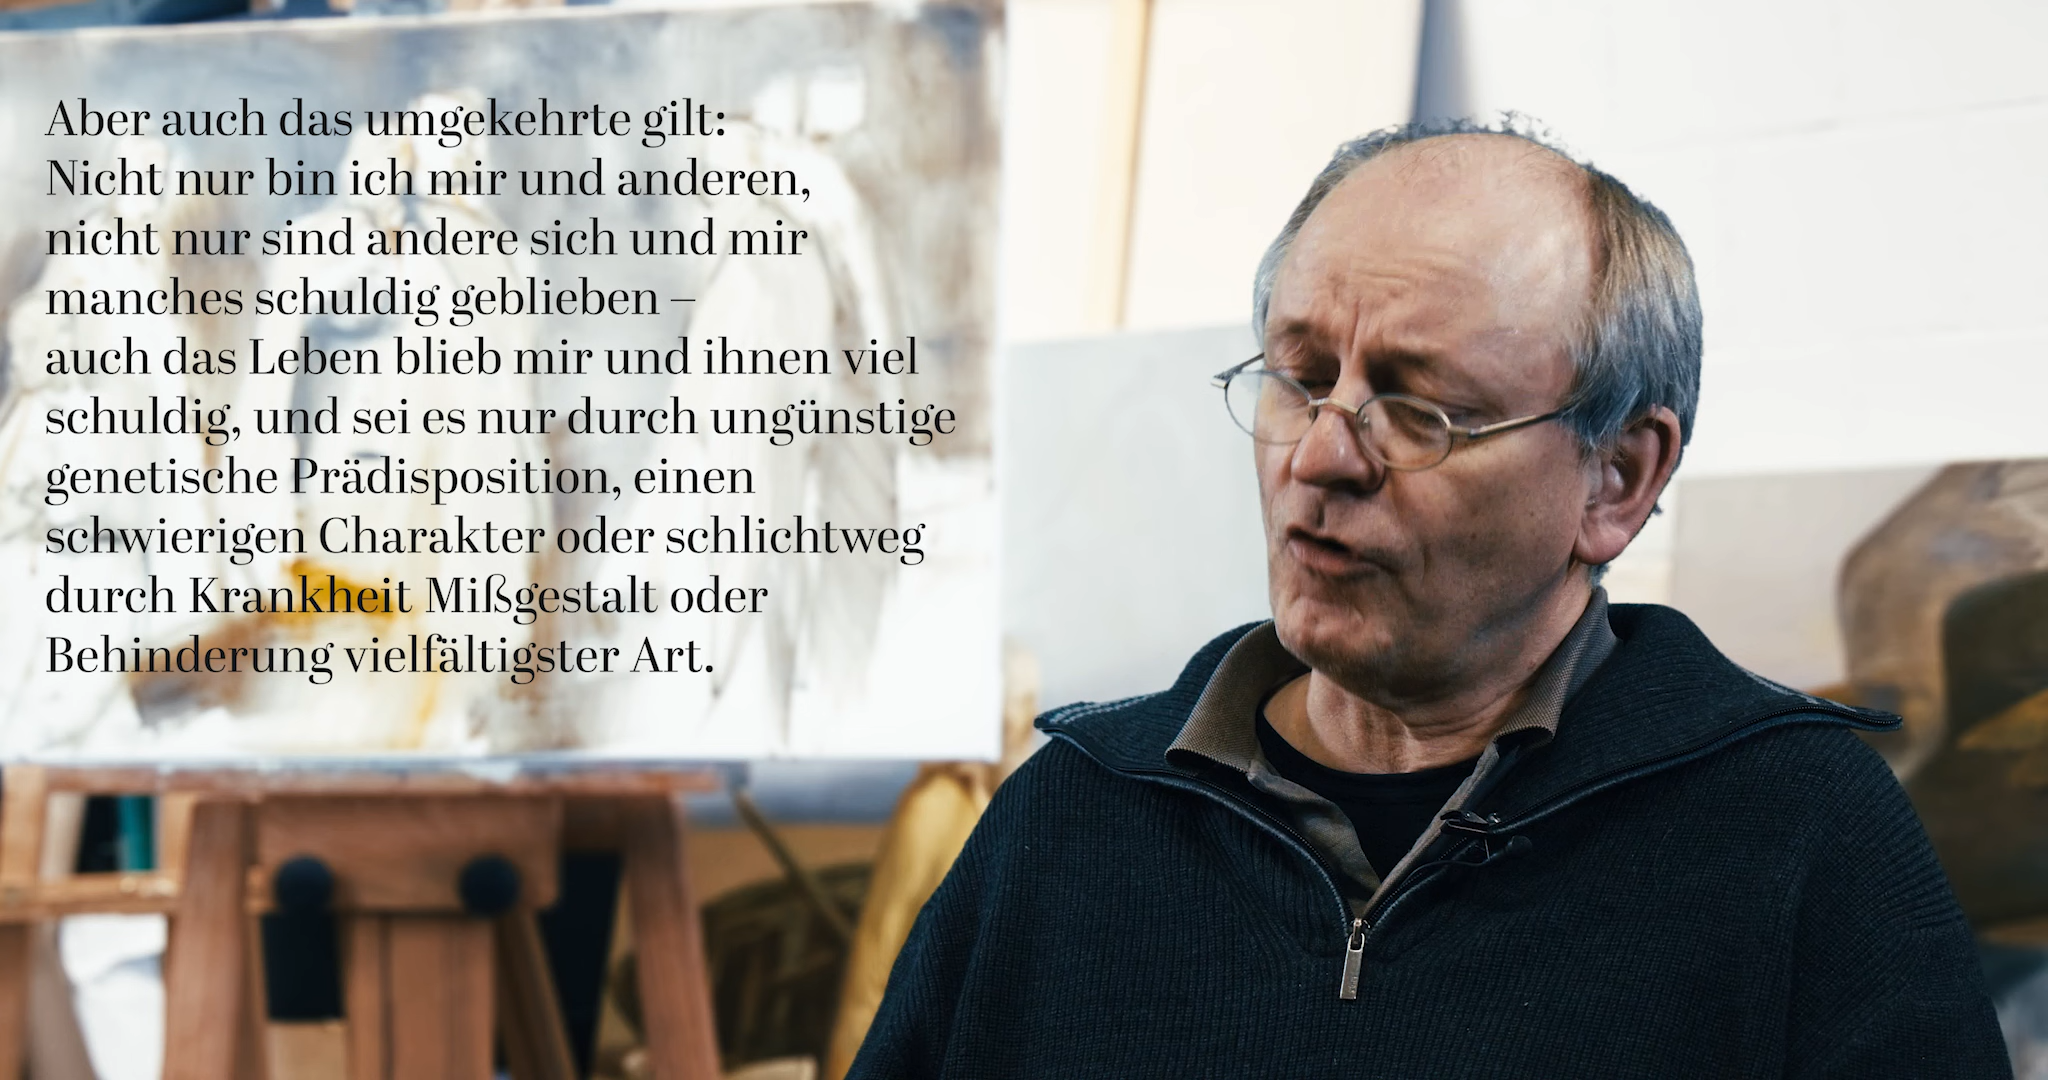 Aber auch das umgekehrte gilt:
Nicht nur bin ich mir und anderen,
nicht nur sind andere sich und mir
manches schuldig geblieben –
auch das Leben blieb mir und ihnen viel
schuldig, und sei es nur durch ungünstige
genetische Prädisposition, einen
schwierigen Charakter oder schlichtweg
durch Krankheit Mißgestalt oder
Behinderung vielfältigster Art.